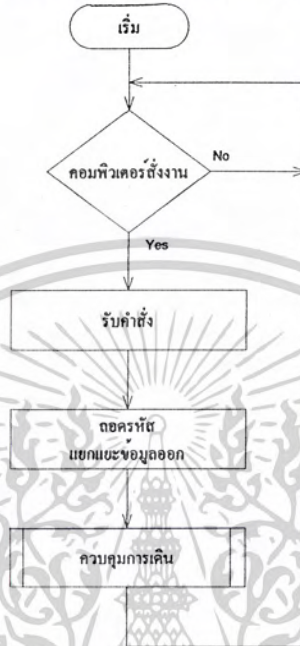 เริ่ม
คอมพิวเตอร์สั่งงาน
No
Yes
รับคำสั่ง
ถอดรหัส
แยกแยะข้อมูลออก
ควบคุมการเดิน